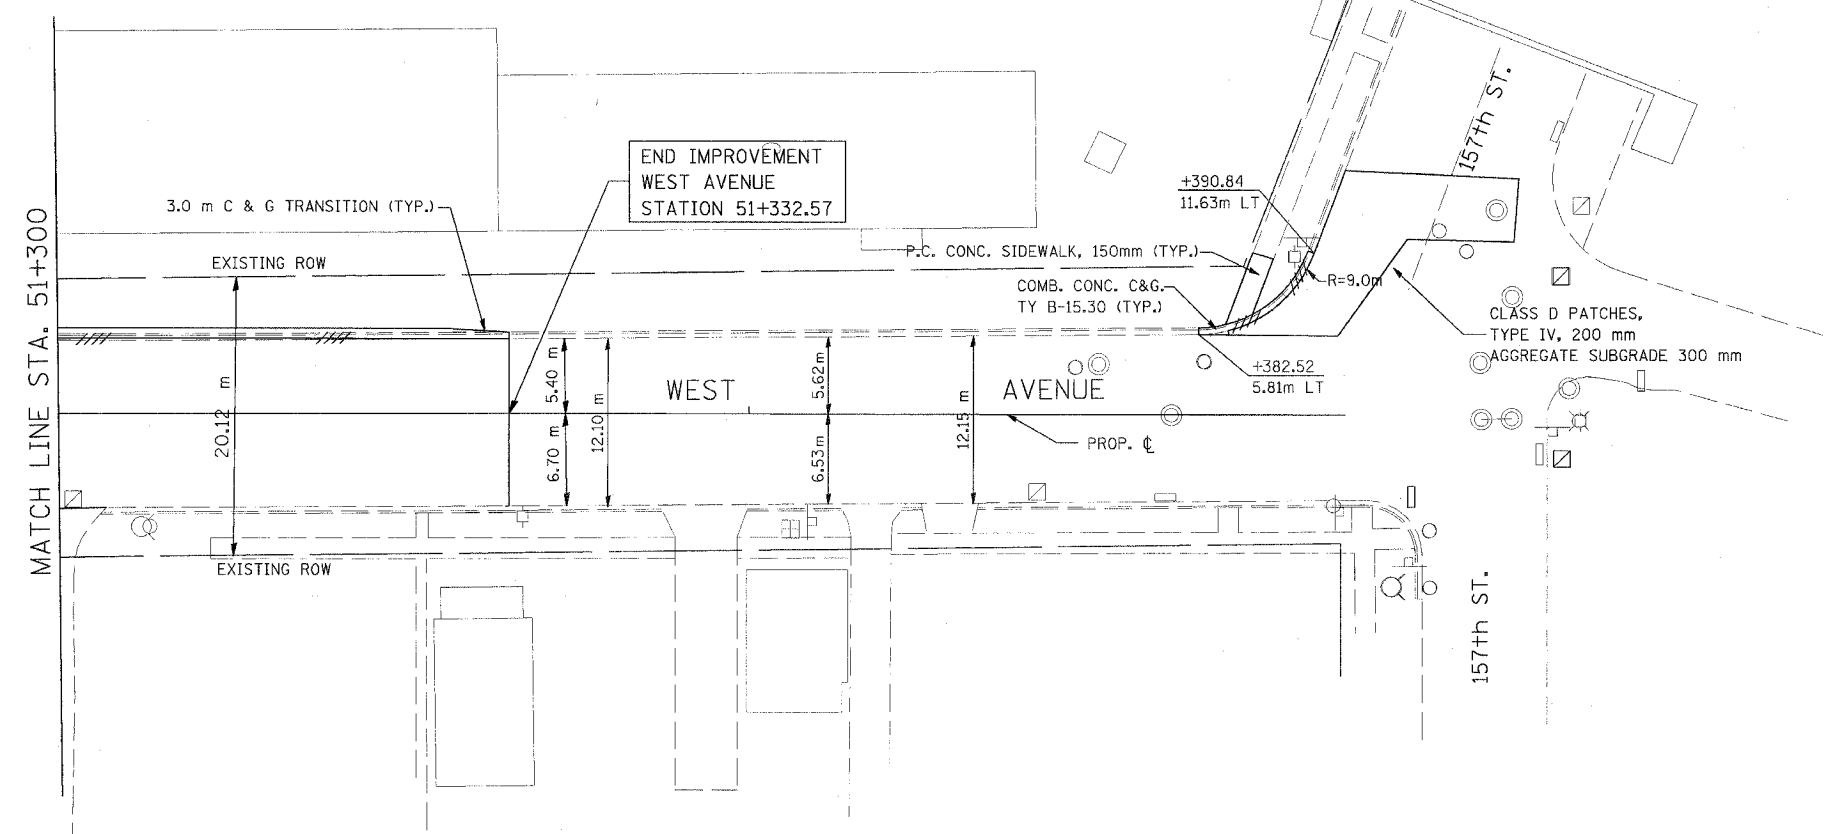 MATCH LINE STA. 51+300
3.0 m C & G TRANSITION (TYP.)
END IMPROVEMENT
WEST AVENUE
STATION 51+332.57
EXISTING ROW
20.12 m
EXISTING ROW
5.40 m
6.70 m
12.10 m
WEST AVENUE
5.62m
6.53m
12.15 m
PROP. ℄
P.C. CONC. SIDEWALK, 150mm (TYP.)
COMB. CONC. C&G.
TY B-15.30 (TYP.)
+390.84
11.63m LT
R=9.0m
+382.52
5.81m LT
157th ST.
CLASS D PATCHES,
TYPE IV, 200 mm
AGGREGATE SUBGRADE 300 mm
157th ST.